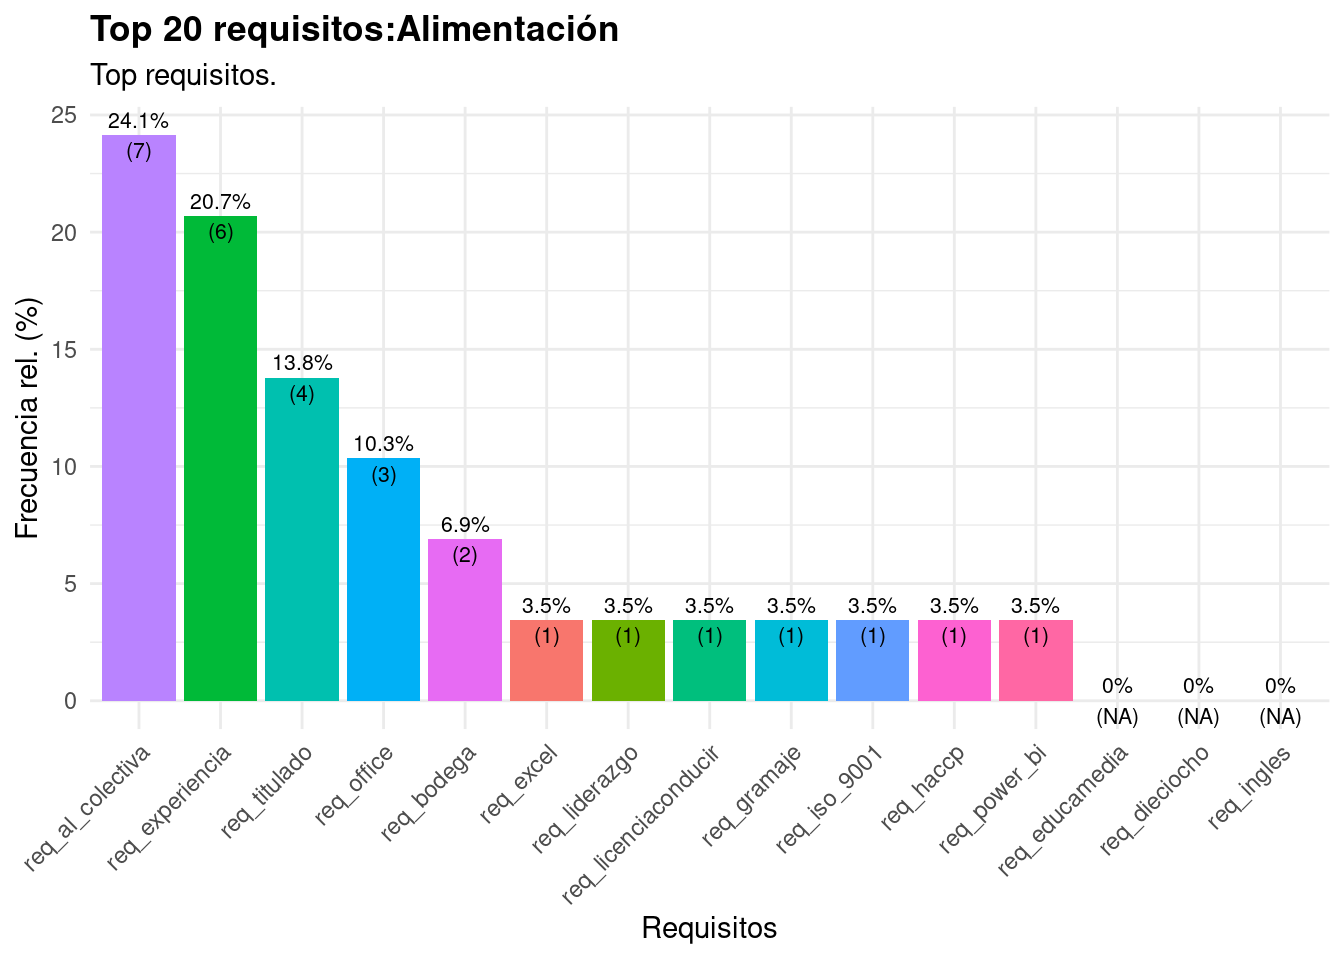 Top 20 requisitos:Alimentación
Top requisitos.
Frecuencia rel. (%)
25
20
15
10
5
0
24.1%
(7)
20.7%
(6)
13.8%
(4)
10.3%
(3)
6.9%
(2)
3.5%
(1)
3.5%
(1)
3.5%
(1)
3.5%
(1)
3.5%
(1)
3.5%
(1)
3.5%
(1)
0%
(NA)
0%
(NA)
0%
(NA)
req_al_colectiva
req_experiencia
req_titulado
req_office
req_bodega
req_excel
req_liderazgo
req_licenciaconducir
req_gramaje
req_iso_9001
req_haccp
req_power_bi
req_educamedia
req_dieciocho
req_ingles
Requisitos